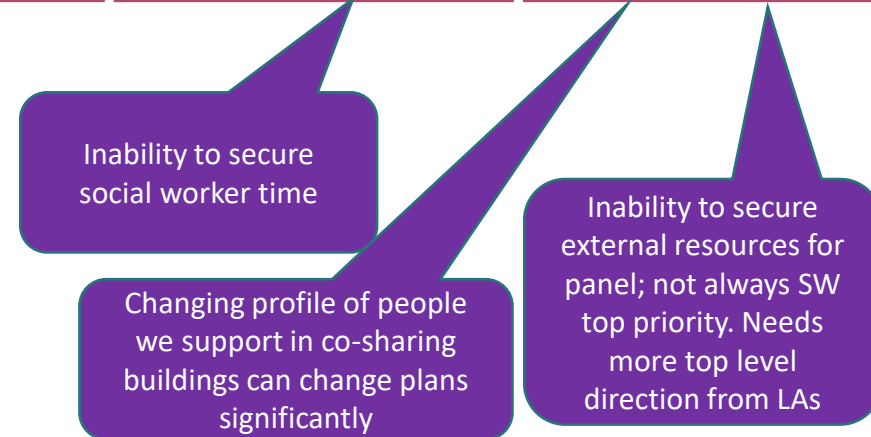 Inability to secure
social worker time
Changing profile of people
we support in co-sharing
buildings can change plans
significantly
Inability to secure
external resources for
panel; not always SW
top priority. Needs
more top level
direction from LAs